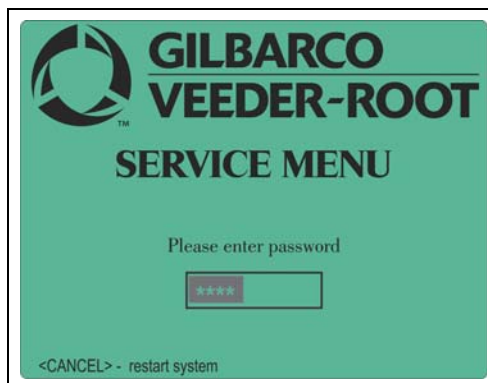 GILBARCO
VEEDER-ROOT
TM
SERVICE MENU
Please enter password
****
<CANCEL> - restart system